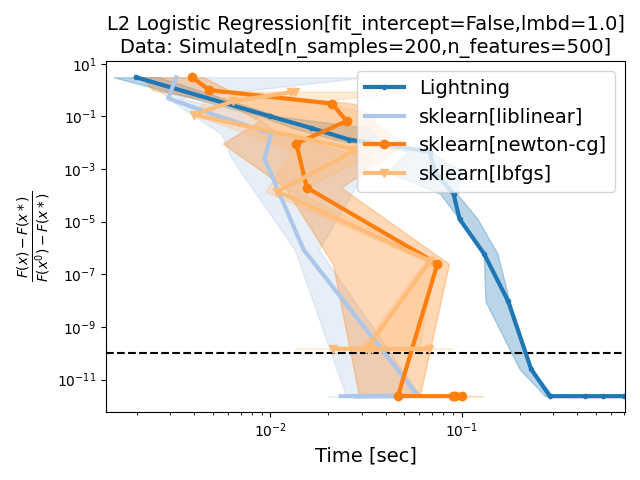 L2 Logistic Regression[fit_intercept=False,lmbd=1.0]
Data: Simulated[n_samples=200,n_features=500]
Lightning
sklearn[liblinear]
sklearn[newton-cg]
sklearn[lbfgs]
F(x) − F(x*)
F(x⁰) − F(x*)
10¹
10⁻¹
10⁻³
10⁻⁵
10⁻⁷
10⁻⁹
10⁻¹¹
10⁻²
10⁻¹
Time [sec]